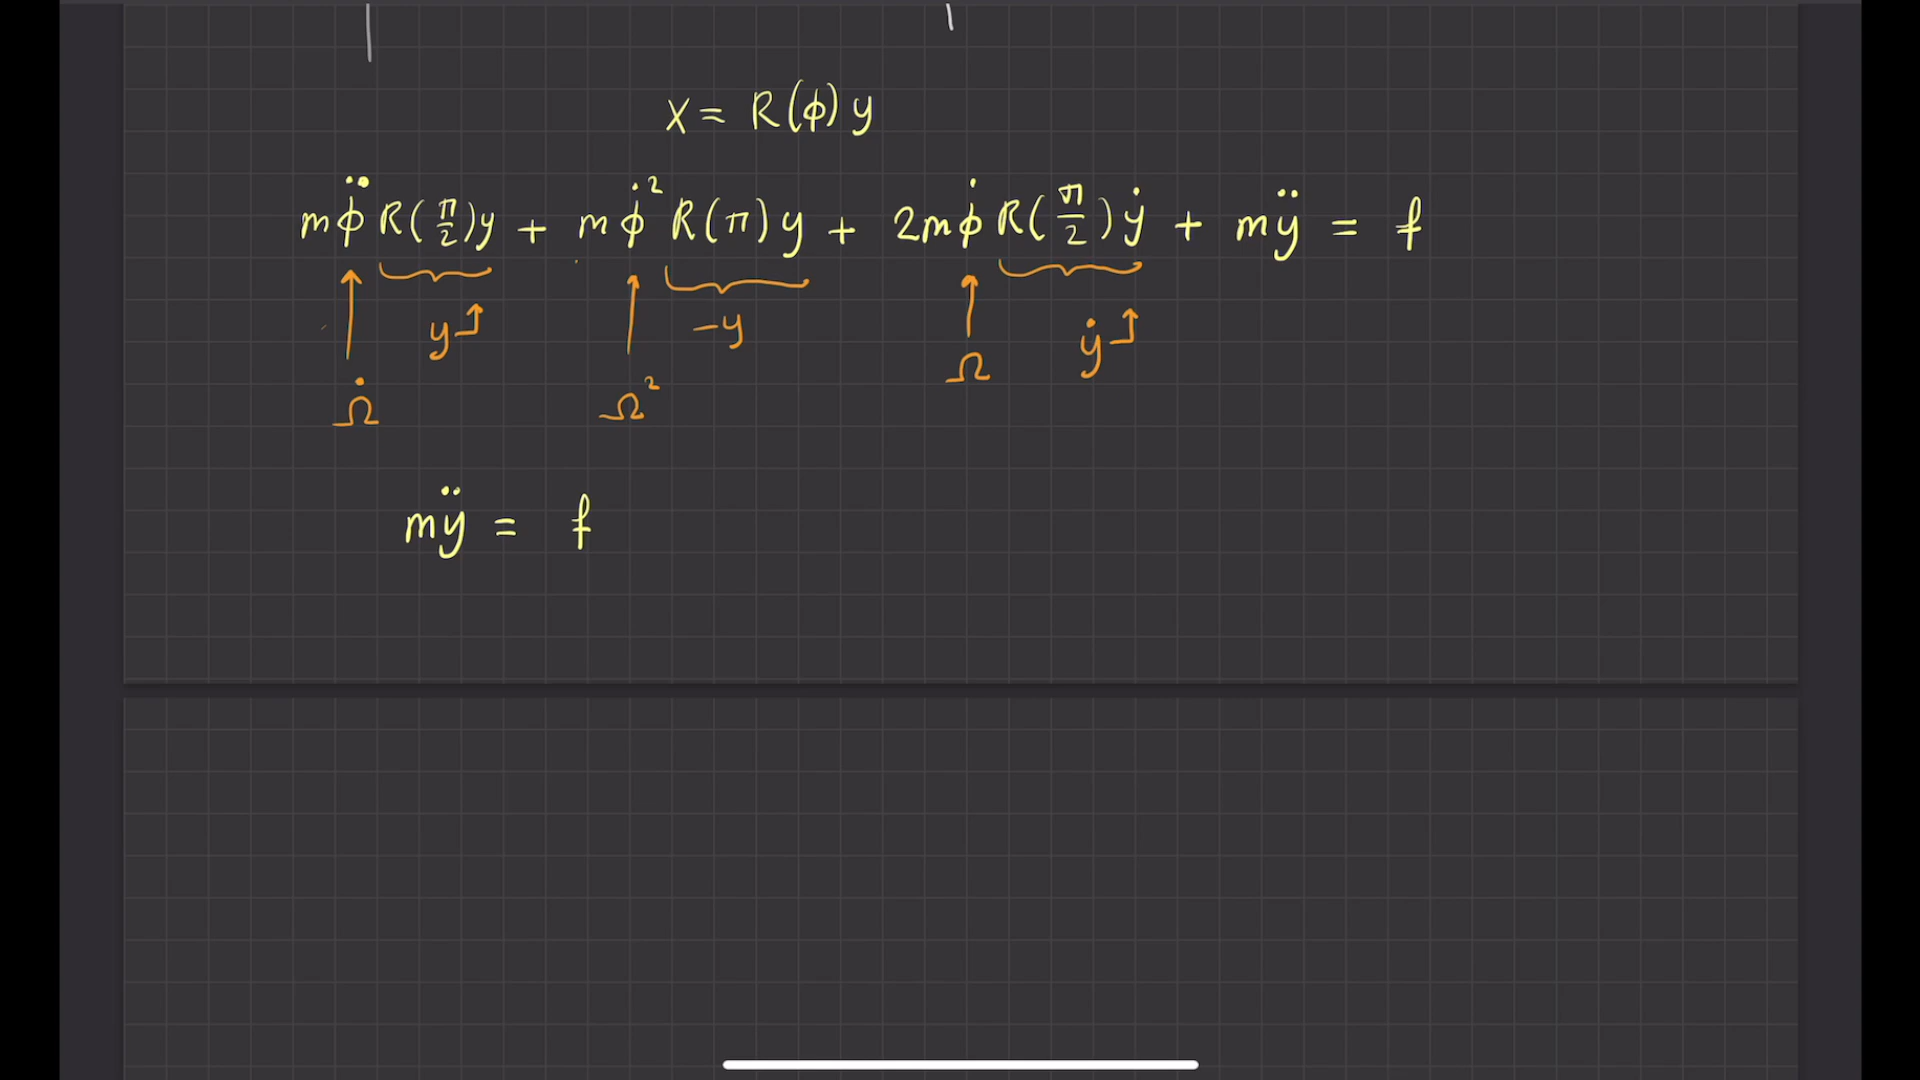 x = R(ϕ) y
mϕ̈ R(π/2)y + mϕ̇² R(π) y + 2mϕ̇ R(π/2) ẏ + mÿ = f
y⤴ −y ẏ⤴
Ω̇ Ω² Ω
mÿ = f